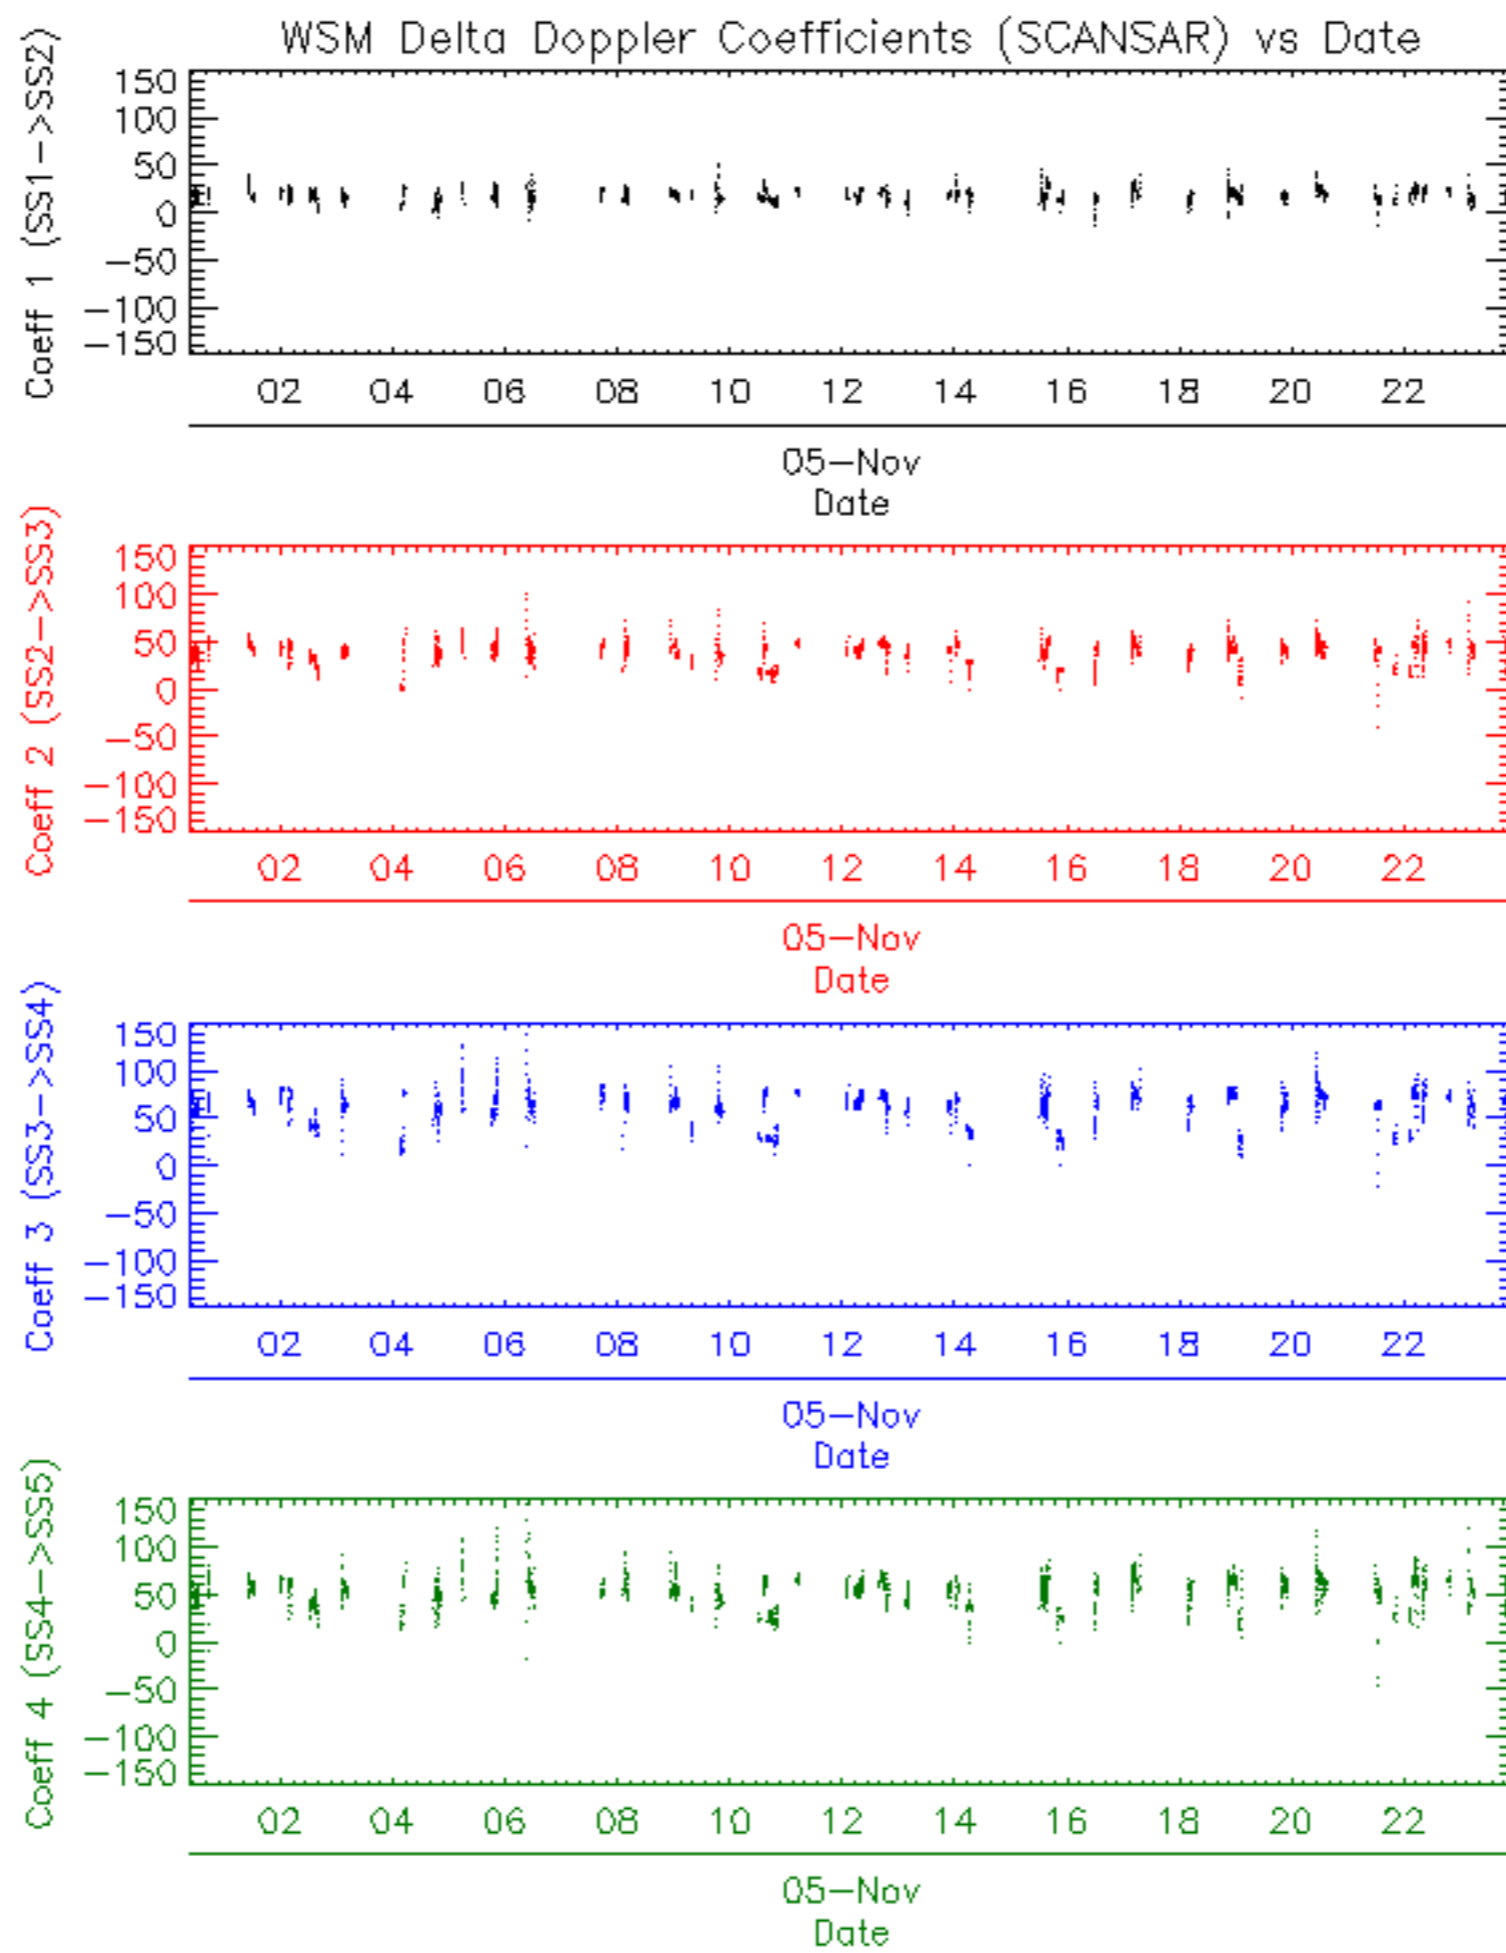 WSM Delta Doppler Coefficients (SCANSAR) vs Date
Coeff 1 (SS1->SS2)
150
100
50
0
-50
-100
-150
02 04 06 08 10 12 14 16 18 20 22
05-Nov
Date
Coeff 2 (SS2->SS3)
150
100
50
0
-50
-100
-150
02 04 06 08 10 12 14 16 18 20 22
05-Nov
Date
Coeff 3 (SS3->SS4)
150
100
50
0
-50
-100
-150
02 04 06 08 10 12 14 16 18 20 22
05-Nov
Date
Coeff 4 (SS4->SS5)
150
100
50
0
-50
-100
-150
02 04 06 08 10 12 14 16 18 20 22
05-Nov
Date